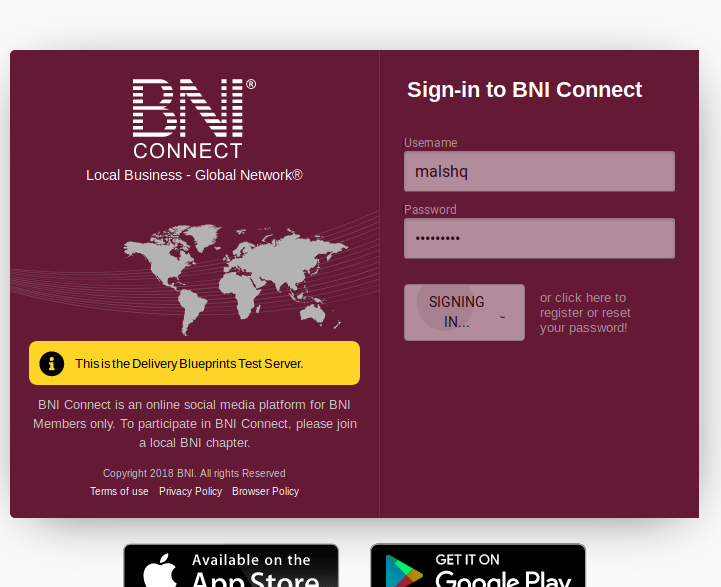 BNI®
CONNECT
Local Business - Global Network®
This is the Delivery Blueprints Test Server.
BNI Connect is an online social media platform for BNI
Members only. To participate in BNI Connect, please join
a local BNI chapter.
Copyright 2018 BNI. All rights Reserved
Terms of use Privacy Policy Browser Policy
Sign-in to BNI Connect
Username
malshq
Password
•••••••••
SIGNING
IN...
or click here to
register or reset
your password!
Available on the
App Store
GET IT ON
Google Play